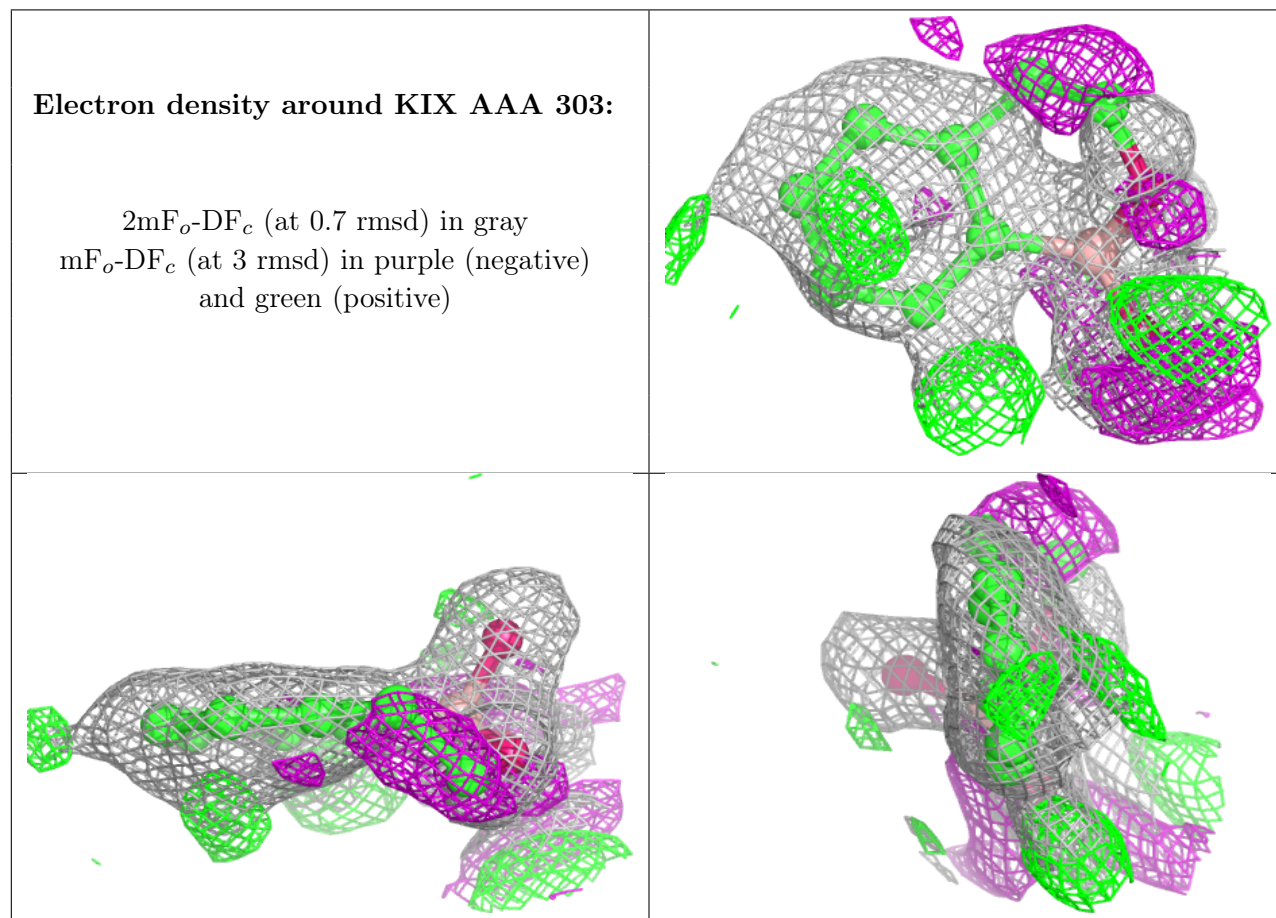 Electron density around KIX AAA 303:
2mFₒ-DF𝒸 (at 0.7 rmsd) in gray
mFₒ-DF𝒸 (at 3 rmsd) in purple (negative)
and green (positive)